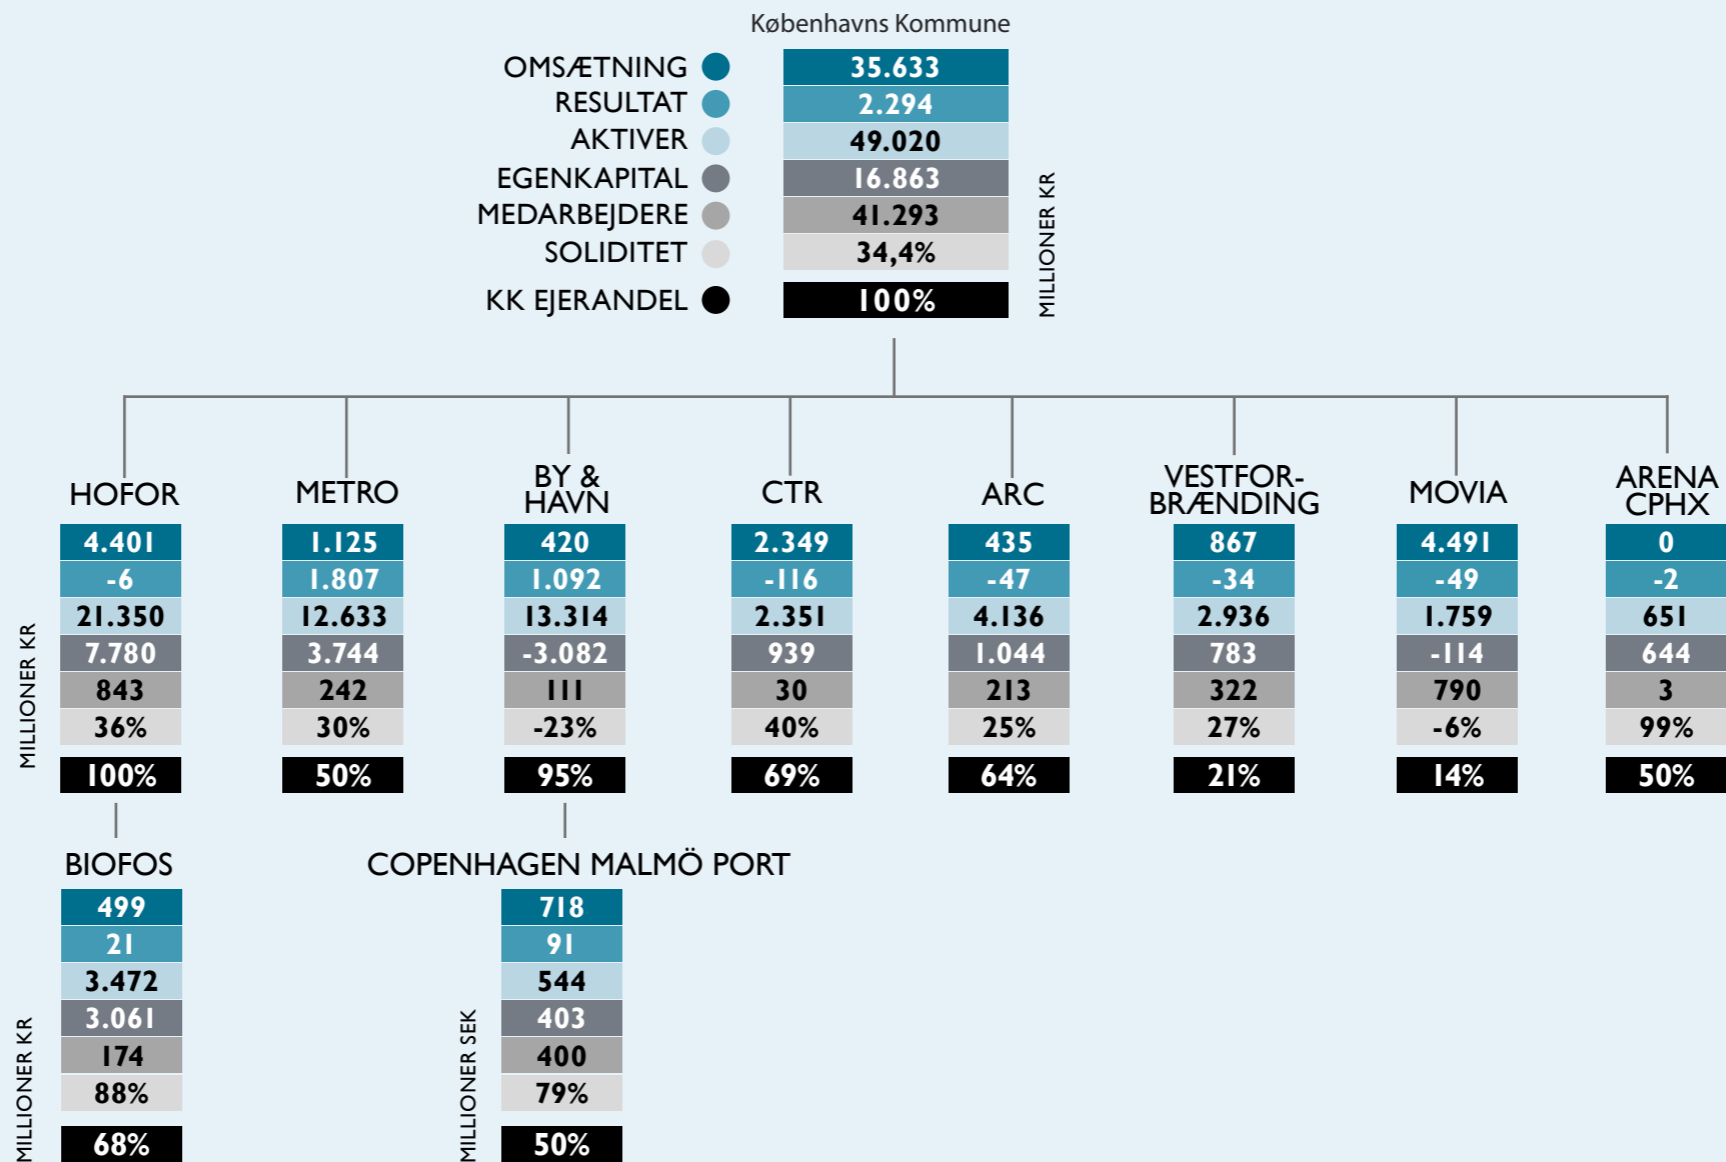 Københavns Kommune
OMSÆTNING 35.633
RESULTAT 2.294
AKTIVER 49.020
EGENKAPITAL 16.863
MEDARBEJDERE 41.293
SOLIDITET 34,4%
KK EJERANDEL 100%
MILLIONER KR
HOFOR
4.401
-6
21.350
7.780
843
36%
100%
MILLIONER KR
METRO
1.125
1.807
12.633
3.744
242
30%
50%
BY &
HAVN
420
1.092
13.314
-3.082
111
-23%
95%
CTR
2.349
-116
2.351
939
30
40%
69%
ARC
435
-47
4.136
1.044
213
25%
64%
VESTFOR-
BRÆNDING
867
-34
2.936
783
322
27%
21%
MOVIA
4.491
-49
1.759
-114
790
-6%
14%
ARENA
CPHX
0
-2
651
644
3
99%
50%
BIOFOS
499
21
3.472
3.061
174
88%
68%
MILLIONER KR
COPENHAGEN MALMÖ PORT
718
91
544
403
400
79%
50%
MILLIONER SEK